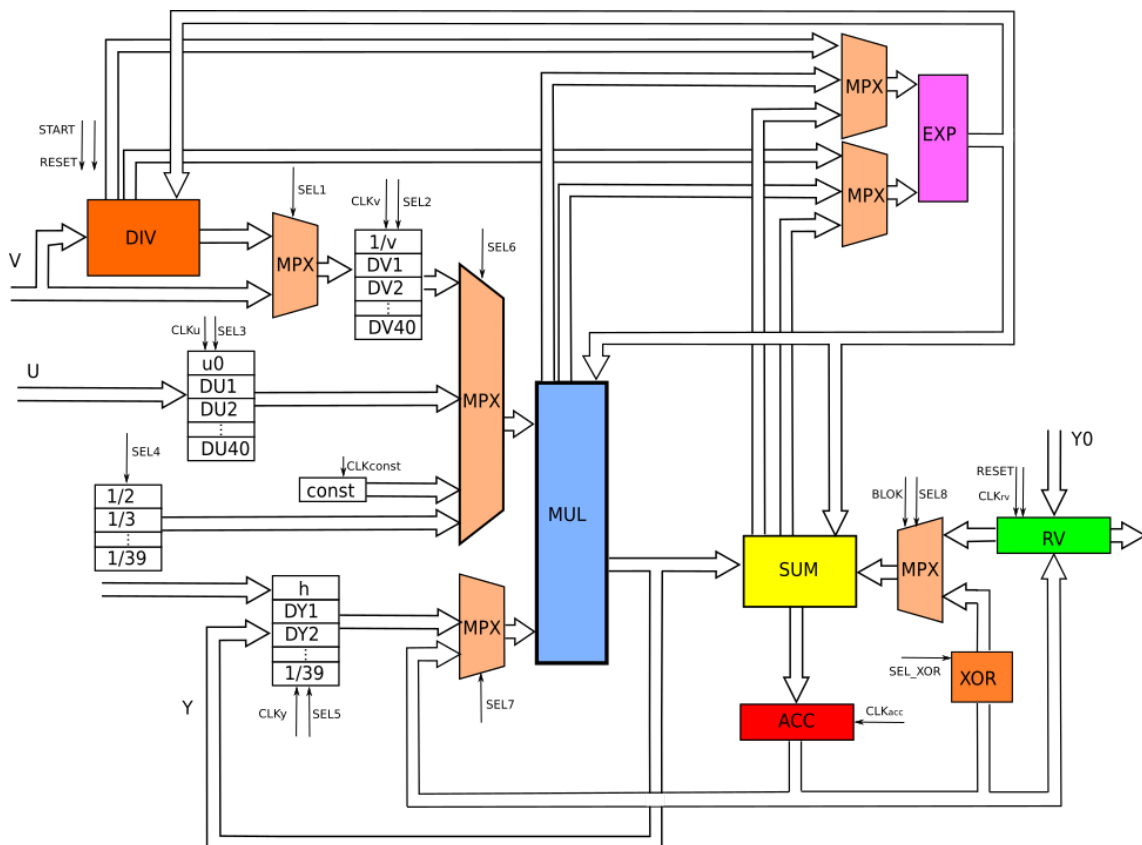 MPX
EXP
MPX
START
RESET
DIV
V
SEL1
MPX
CLKv
SEL2
1/v
DV1
DV2
⋮
DV40
SEL6
MPX
CLKu
SEL3
U
u0
DU1
DU2
⋮
DU40
SEL4
1/2
1/3
⋮
1/39
CLKconst
const
MUL
h
DY1
DY2
⋮
1/39
CLKy
SEL5
Y
MPX
SEL7
SUM
BLOK
SEL8
MPX
Y0
RESET
CLKrv
RV
SEL_XOR
XOR
ACC
CLKacc